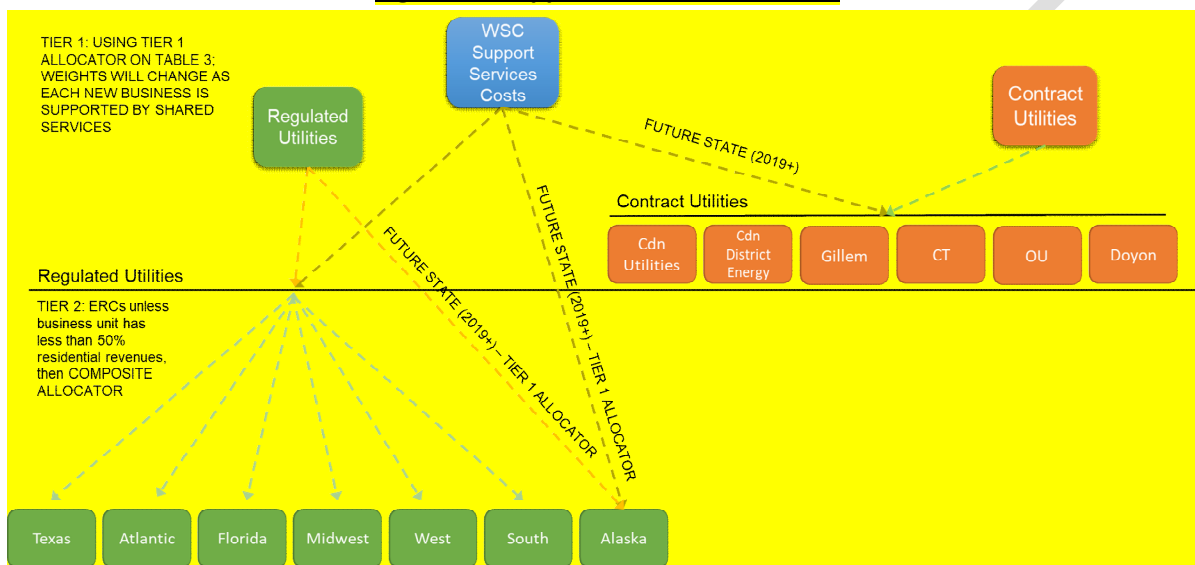 TIER 1: USING TIER 1
ALLOCATOR ON TABLE 3;
WEIGHTS WILL CHANGE AS
EACH NEW BUSINESS IS
SUPPORTED BY SHARED
SERVICES
WSC
Support
Services
Costs
Regulated
Utilities
Contract
Utilities
FUTURE STATE (2019+)
Contract Utilities
Cdn
Utilities
Cdn
District
Energy
Gillem
CT
OU
Doyon
FUTURE STATE (2019+) – TIER 1 ALLOCATOR
FUTURE STATE (2019+) – TIER 1 ALLOCATOR
Regulated Utilities
TIER 2: ERCs unless
business unit has
less than 50%
residential revenues,
then COMPOSITE
ALLOCATOR
Texas
Atlantic
Florida
Midwest
West
South
Alaska